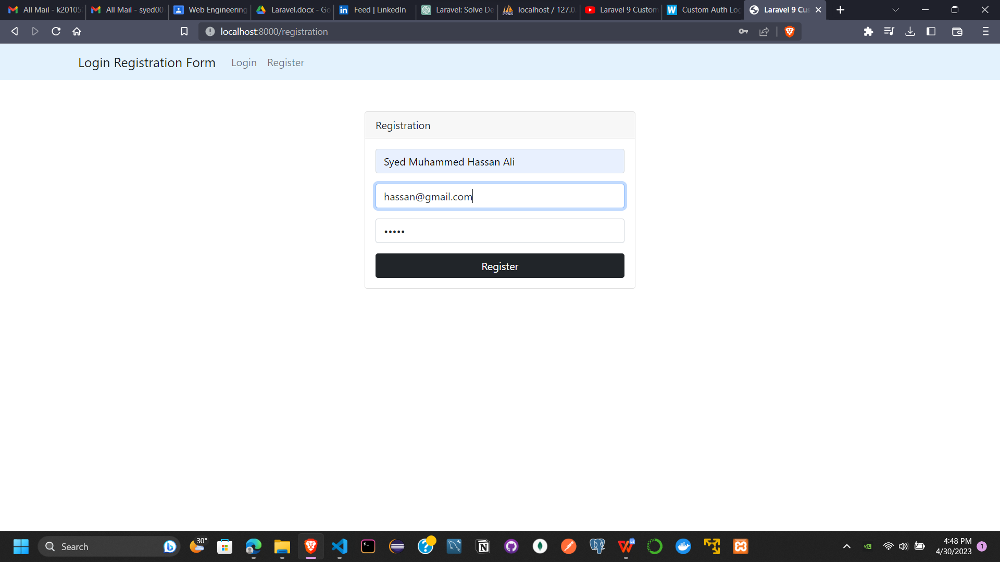 All Mail - k20105
All Mail - syed00
Web Engineering
Laravel.docx - Go
Feed | LinkedIn
Laravel: Solve De
localhost / 127.0.
Laravel 9 Custom
Custom Auth Lo
Laravel 9 Cus
localhost:8000/registration
Login Registration Form
Login
Register
Registration
Syed Muhammed Hassan Ali
hassan@gmail.com
•••••
Register
Search
30°
4:48 PM
4/30/2023
1